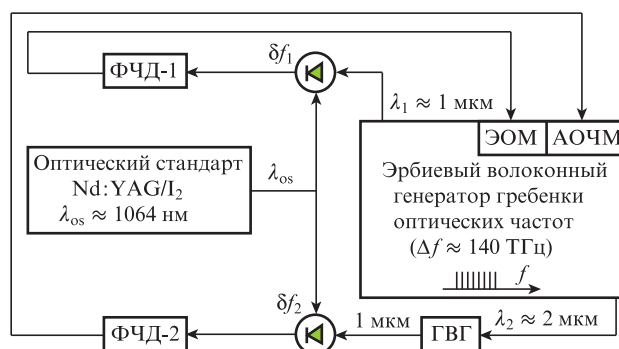 ФЧД-1
δf₁
λ₁ ≈ 1 мкм
ЭОМ
АОЧМ
Оптический стандарт
Nd:YAG/I₂
λos ≈ 1064 нм
λos
Эрбиевый волоконный
генератор гребенки
оптических частот
(Δf ≈ 140 ТГц)
f
δf₂
ФЧД-2
1 мкм
ГВГ
λ₂ ≈ 2 мкм